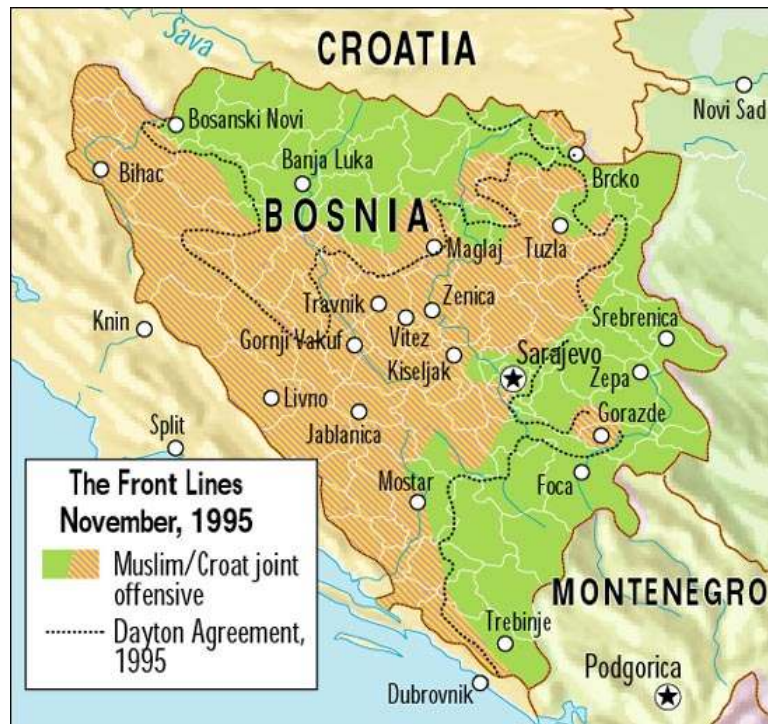 CROATIA
Sava
Novi Sad
Bosanski Novi
Bihac
Banja Luka
Brcko
BOSNIA
Maglaj
Tuzla
Travnik
Zenica
Knin
Vitez
Srebrenica
Gornji Vakuf
Kiseljak
Sarajevo
Zepa
Livno
Jablanica
Gorazde
Split
Mostar
Foca
The Front Lines
November, 1995
Muslim/Croat joint
offensive
Dayton Agreement,
1995
MONTENEGRO
Trebinje
Podgorica
Dubrovnik